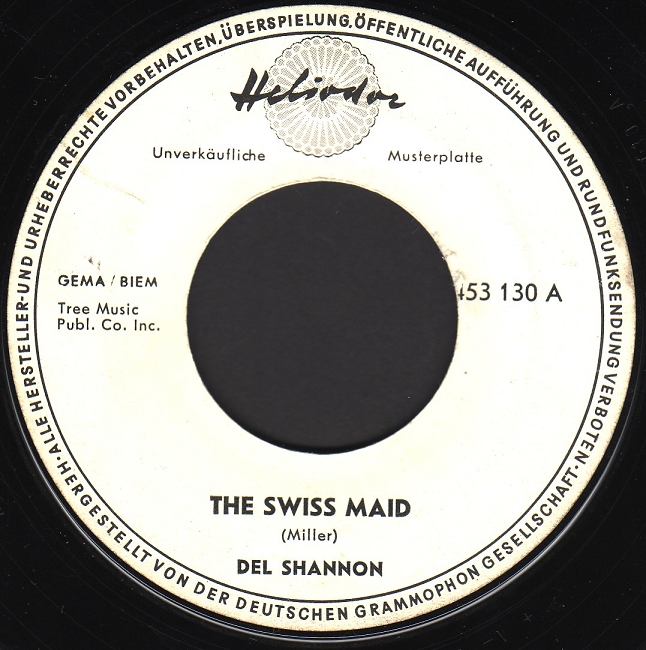 ALLE HERSTELLER- UND URHEBERRECHTE VORBEHALTEN, ÜBERSPIELUNG, ÖFFENTLICHE AUFFÜHRUNG UND RUNDFUNKSENDUNG VERBOTEN·
Heliodor
Unverkäufliche Musterplatte
GEMA / BIEM
453 130 A
Tree Music
Publ. Co. Inc.
THE SWISS MAID
(Miller)
DEL SHANNON
·HERGESTELLT VON DER DEUTSCHEN GRAMMOPHON GESELLSCHAFT·